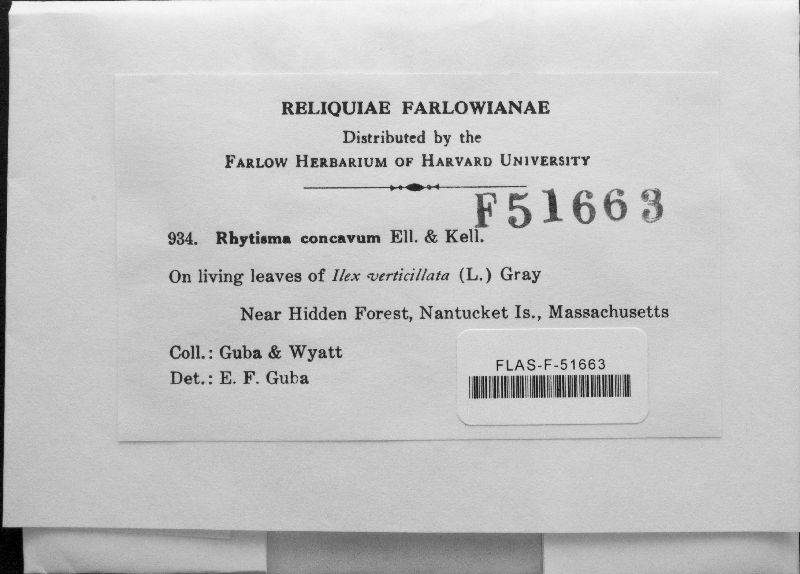 RELIQUIAE FARLOWIANAE
Distributed by the
FARLOW HERBARIUM OF HARVARD UNIVERSITY
F51663
934. Rhytisma concavum Ell. & Kell.
On living leaves of Ilex verticillata (L.) Gray
Near Hidden Forest, Nantucket Is., Massachusetts
Coll.: Guba & Wyatt
Det.: E. F. Guba
FLAS-F-51663